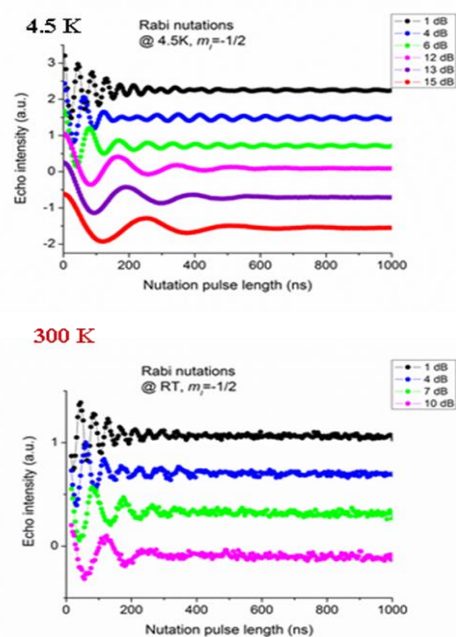 4.5 K
Rabi nutations
@ 4.5K, mI=-1/2
1 dB
4 dB
6 dB
12 dB
13 dB
15 dB
Echo intensity (a.u.)
3
2
1
0
-1
-2
0 200 400 600 800 1000
Nutation pulse length (ns)
300 K
Rabi nutations
@ RT, mI=-1/2
1 dB
4 dB
7 dB
10 dB
Echo intensity (a.u.)
1
0
0 200 400 600 800 1000
Nutation pulse length (ns)